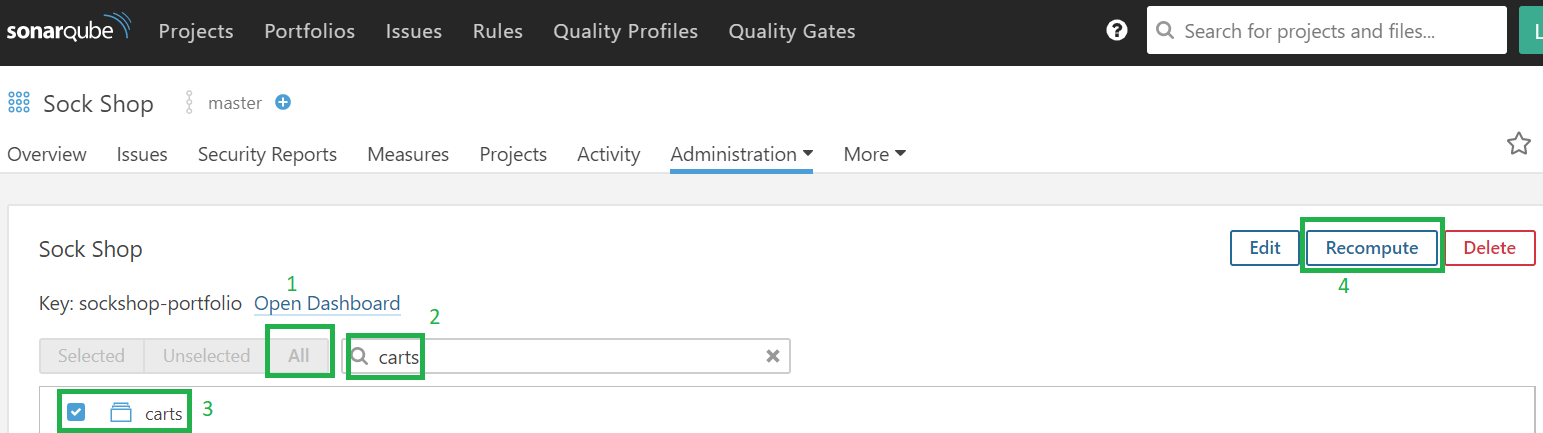 sonarqube Projects Portfolios Issues Rules Quality Profiles Quality Gates ? Search for projects and files... L
Sock Shop master
Overview Issues Security Reports Measures Projects Activity Administration More
Sock Shop Edit Recompute Delete
1 4
Key: sockshop-portfolio Open Dashboard
2
Selected Unselected All carts
carts 3